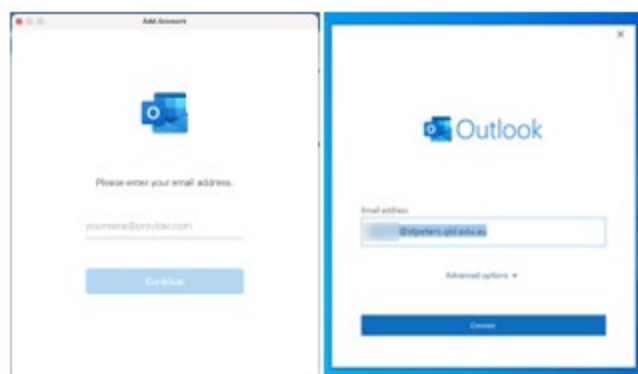 Add Account
Please enter your email address.
yourname@provider.com
Continue
Outlook
Email address
@stpeters.qld.edu.au
Advanced options
Connect